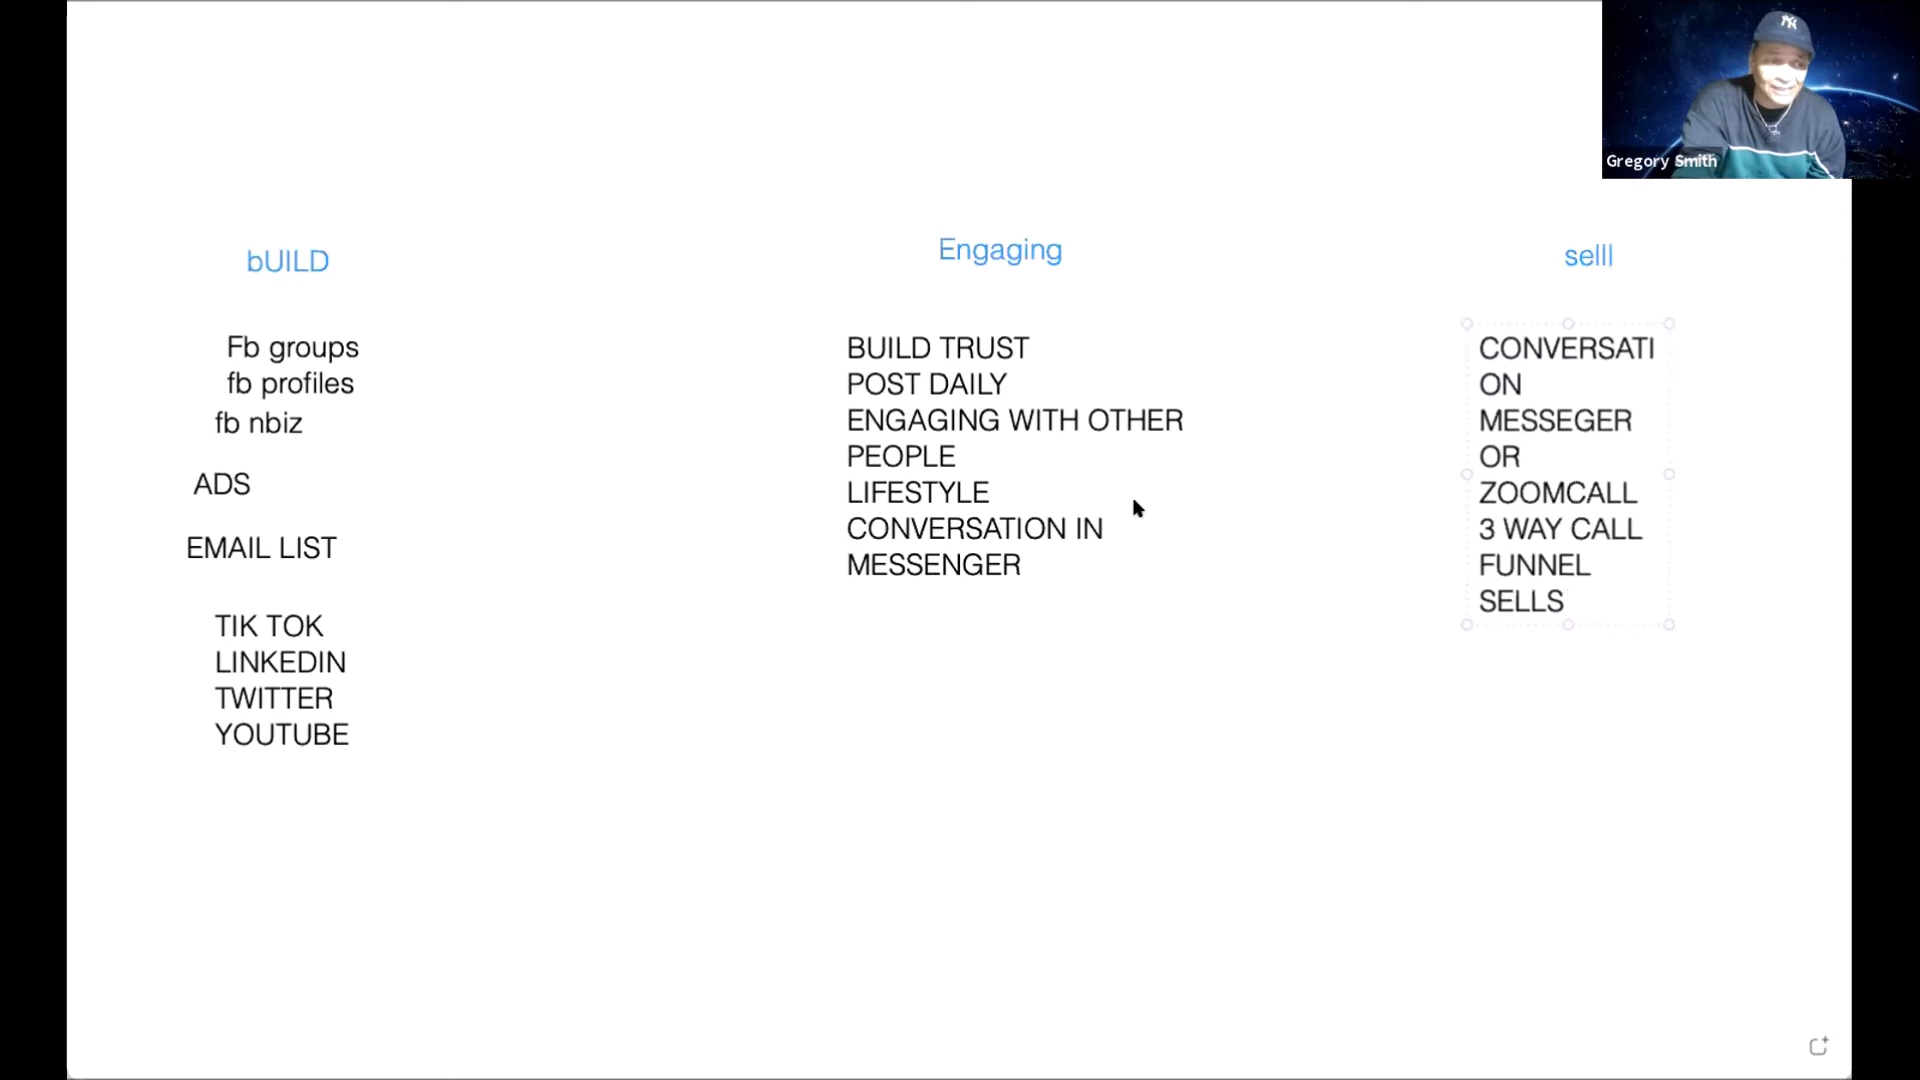 NY
Gregory Smith
bUILD
Fb groups
fb profiles
fb nbiz
ADS
EMAIL LIST
TIK TOK
LINKEDIN
TWITTER
YOUTUBE
Engaging
BUILD TRUST
POST DAILY
ENGAGING WITH OTHER
PEOPLE
LIFESTYLE
CONVERSATION IN
MESSENGER
selll
CONVERSATI
ON
MESSEGER
OR
ZOOMCALL
3 WAY CALL
FUNNEL
SELLS